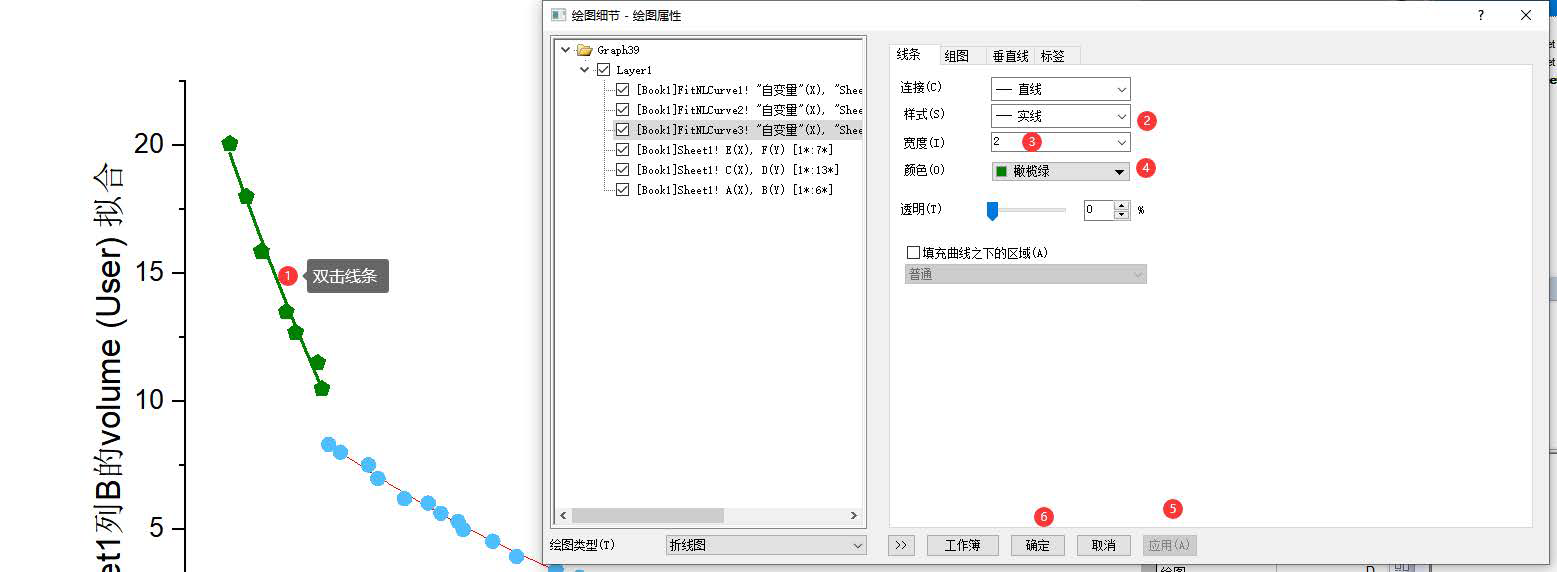 绘图细节 - 绘图属性
?
Graph39
Layer1
[Book1]FitNLCurve1! "自变量"(X), "Shee
[Book1]FitNLCurve2! "自变量"(X), "Shee
[Book1]FitNLCurve3! "自变量"(X), "Shee
[Book1]Sheet1! E(X), F(Y) [1*:7*]
[Book1]Sheet1! C(X), D(Y) [1*:13*]
[Book1]Sheet1! A(X), B(Y) [1*:6*]
绘图类型(T)
折线图
线条
组图
垂直线
标签
连接(C)
直线
样式(S)
实线
2
宽度(I)
2
3
颜色(O)
橄榄绿
4
透明(T)
0
%
填充曲线之下的区域(A)
普通
6
5
>>
工作簿
确定
取消
应用(A)
20
15
10
5
et1列B的volume (User) 拟合
1
双击线条